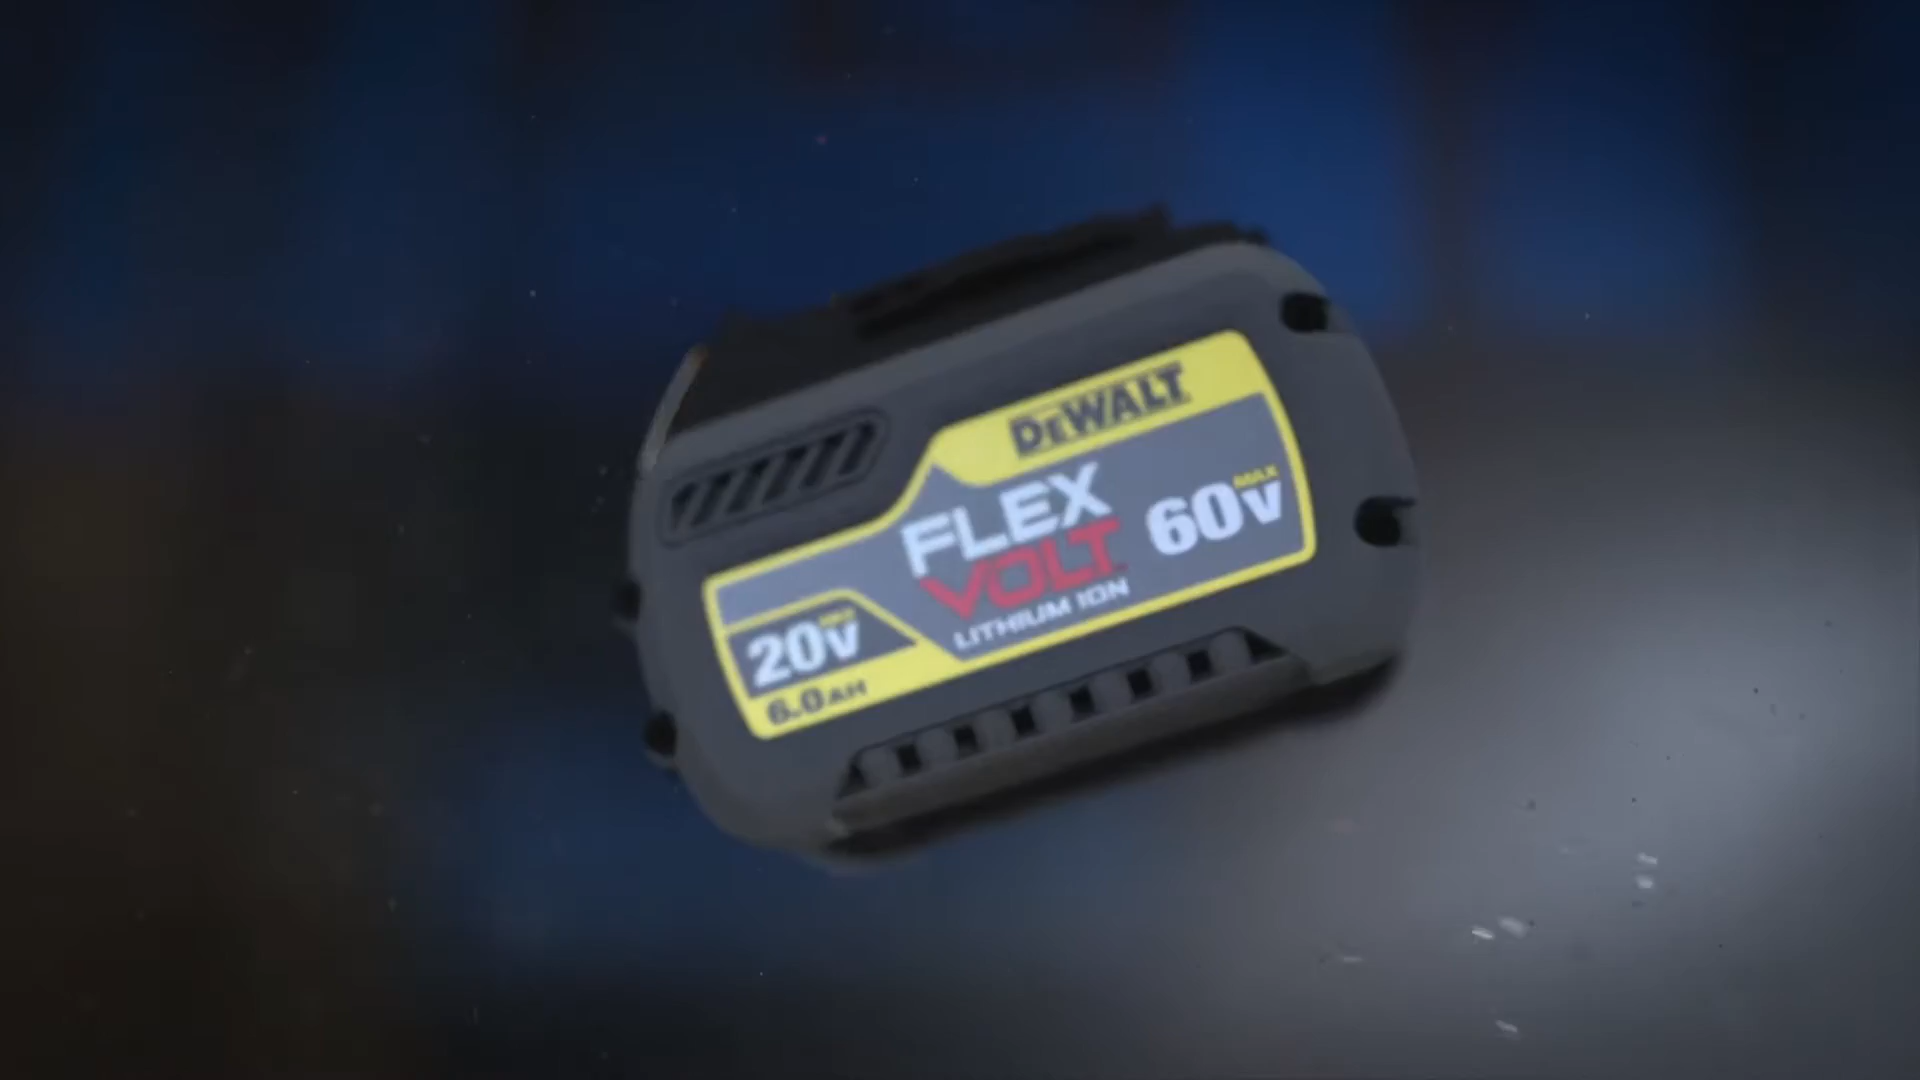 DEWALT
FLEX
VOLT
LITHIUM ION
MAX
60V
MAX
20V
6.0AH